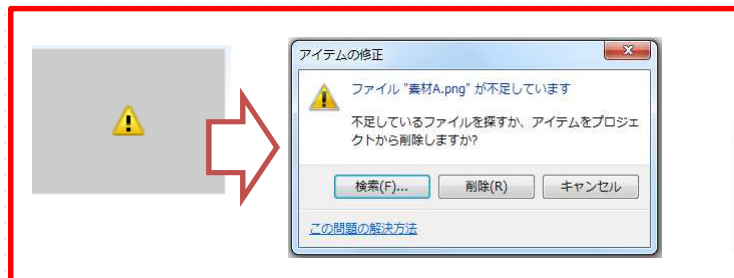 アイテムの修正
ファイル "素材A.png" が不足しています
不足しているファイルを探すか、アイテムをプロジェ
クトから削除しますか?
検索(F)...
削除(R)
キャンセル
この問題の解決方法